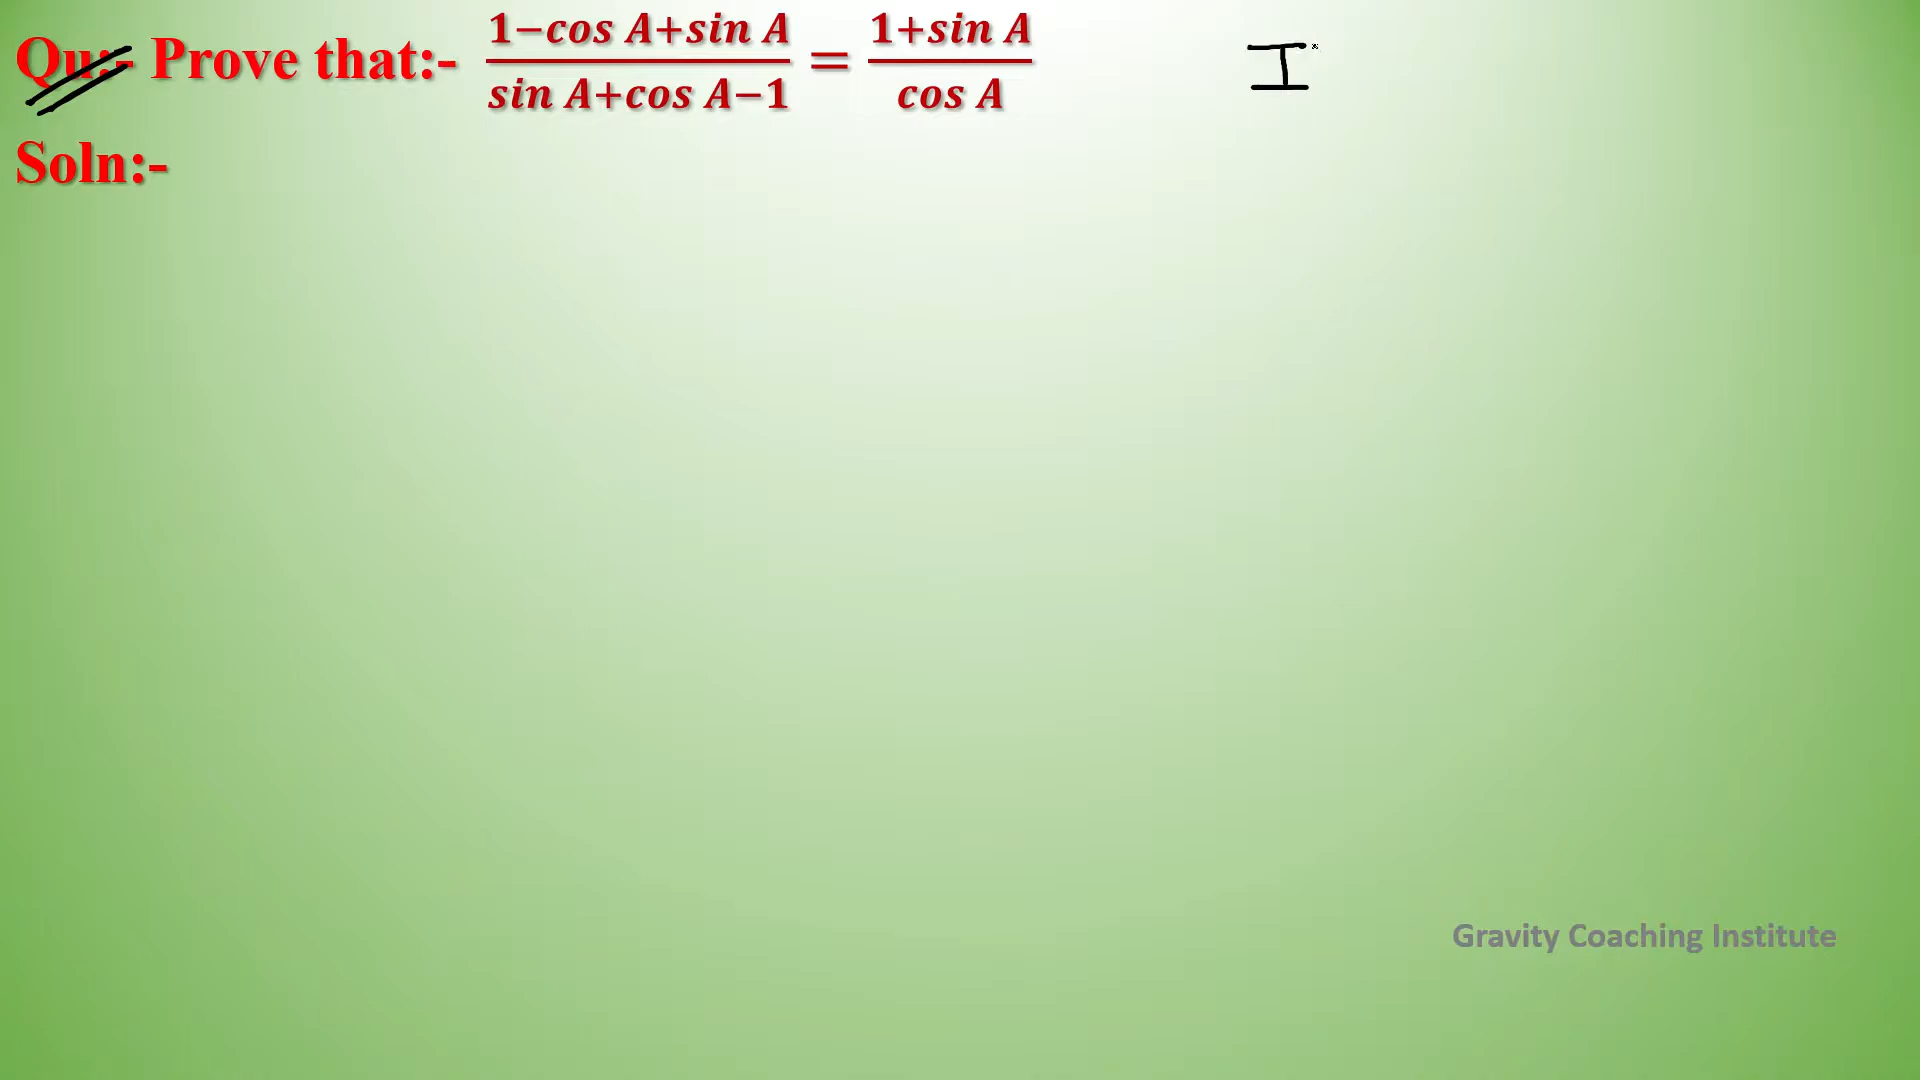 Qu:- Prove that:- (1−cos A+sin A)/(sin A+cos A−1) = (1+sin A)/(cos A) I
Soln:-
Gravity Coaching Institute